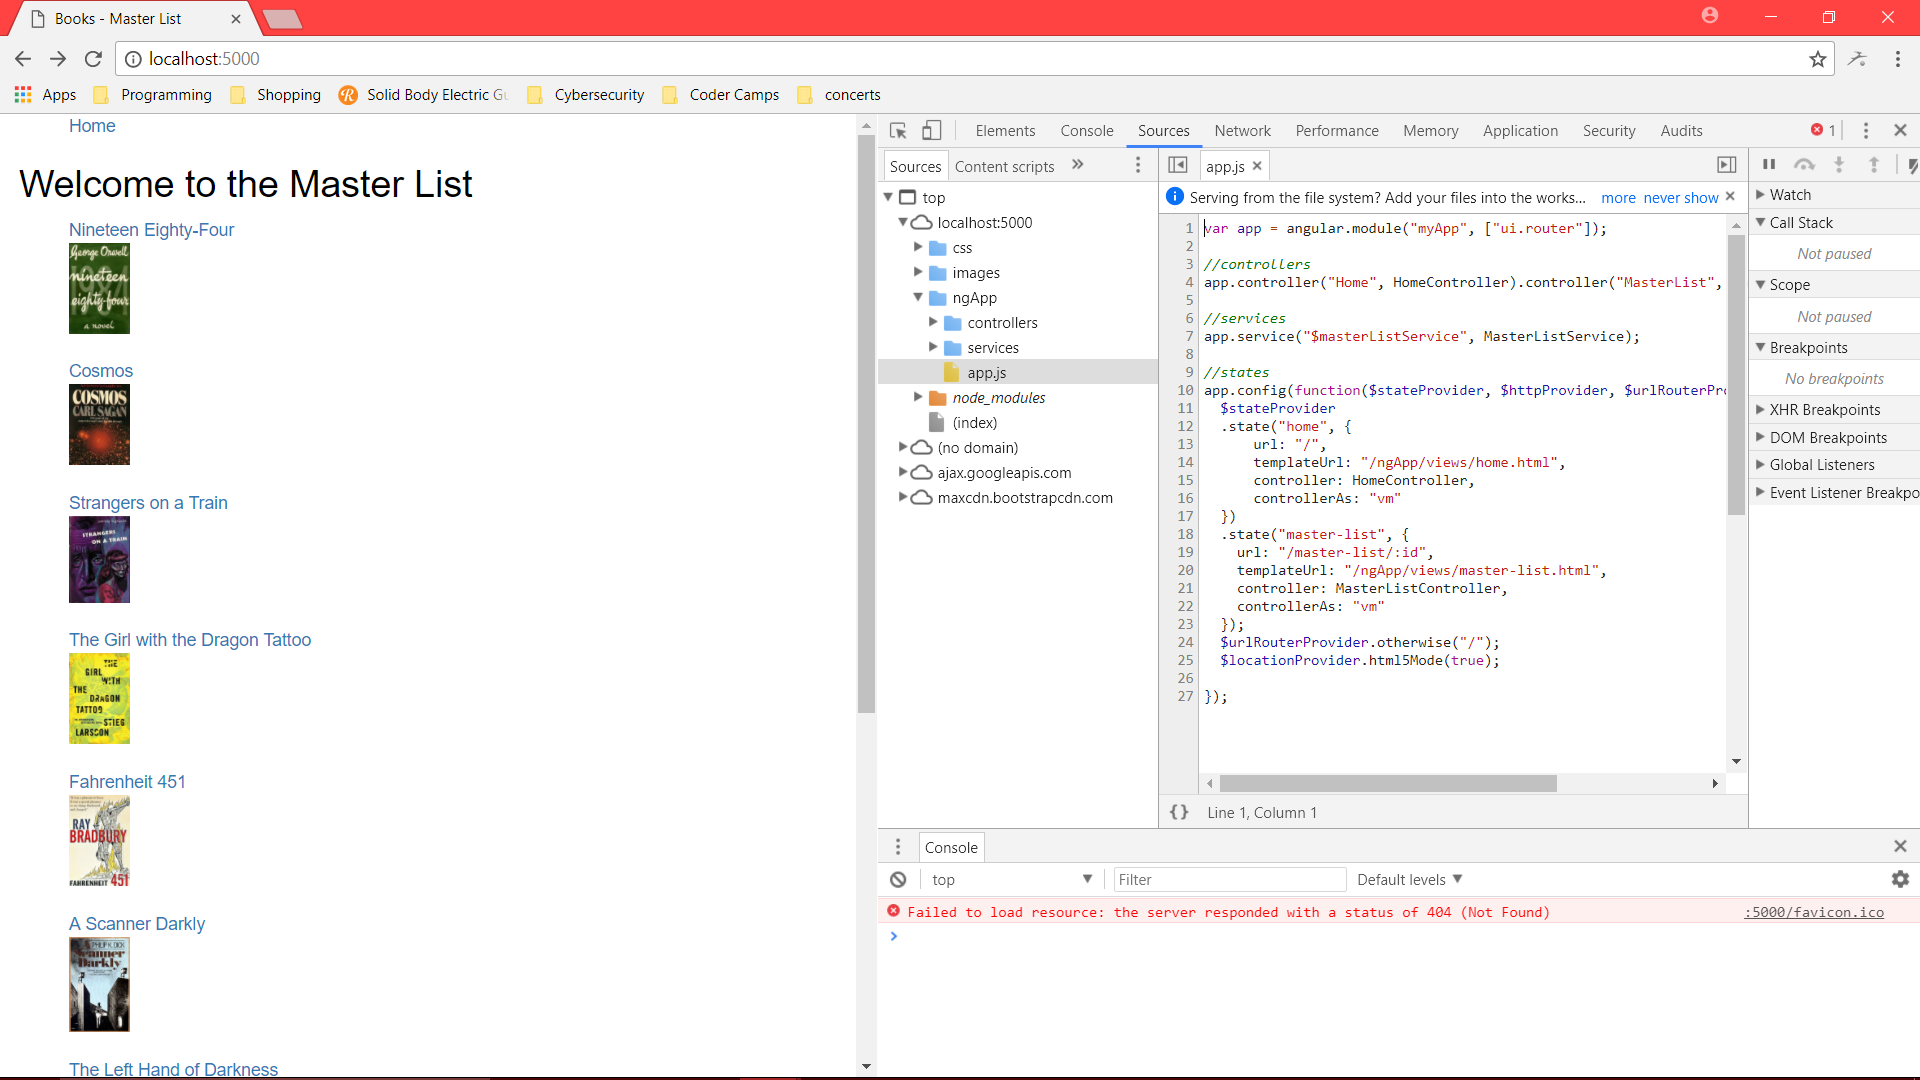 Books - Master List
localhost:5000
Apps
Programming
Shopping
Solid Body Electric Gu
Cybersecurity
Coder Camps
concerts
Home
Welcome to the Master List
Nineteen Eighty-Four
George Orwell
nineteen
eighty-four
a novel
Cosmos
COSMOS
CARL SAGAN
Strangers on a Train
STRANGERS
ON A TRAIN
The Girl with the Dragon Tattoo
THE
GIRL
WITH
THE
DRAGON
TATTOO
STIEG
LARSSON
Fahrenheit 451
RAY
BRADBURY
FAHRENHEIT 451
A Scanner Darkly
PHILIP K. DICK
A Scanner
Darkly
The Left Hand of Darkness
Elements
Console
Sources
Network
Performance
Memory
Application
Security
Audits
1
Sources
Content scripts
top
localhost:5000
css
images
ngApp
controllers
services
app.js
node_modules
(index)
(no domain)
ajax.googleapis.com
maxcdn.bootstrapcdn.com
app.js
Serving from the file system? Add your files into the works... more never show
1 var app = angular.module("myApp", ["ui.router"]);
2
3 //controllers
4 app.controller("Home", HomeController).controller("MasterList",
5
6 //services
7 app.service("$masterListService", MasterListService);
8
9 //states
10 app.config(function($stateProvider, $httpProvider, $urlRouterPro
11 $stateProvider
12 .state("home", {
13 url: "/",
14 templateUrl: "/ngApp/views/home.html",
15 controller: HomeController,
16 controllerAs: "vm"
17 })
18 .state("master-list", {
19 url: "/master-list/:id",
20 templateUrl: "/ngApp/views/master-list.html",
21 controller: MasterListController,
22 controllerAs: "vm"
23 });
24 $urlRouterProvider.otherwise("/");
25 $locationProvider.html5Mode(true);
26
27 });
{} Line 1, Column 1
Watch
Call Stack
Not paused
Scope
Not paused
Breakpoints
No breakpoints
XHR Breakpoints
DOM Breakpoints
Global Listeners
Event Listener Breakpo
Console
top
Filter
Default levels
Failed to load resource: the server responded with a status of 404 (Not Found) :5000/favicon.ico